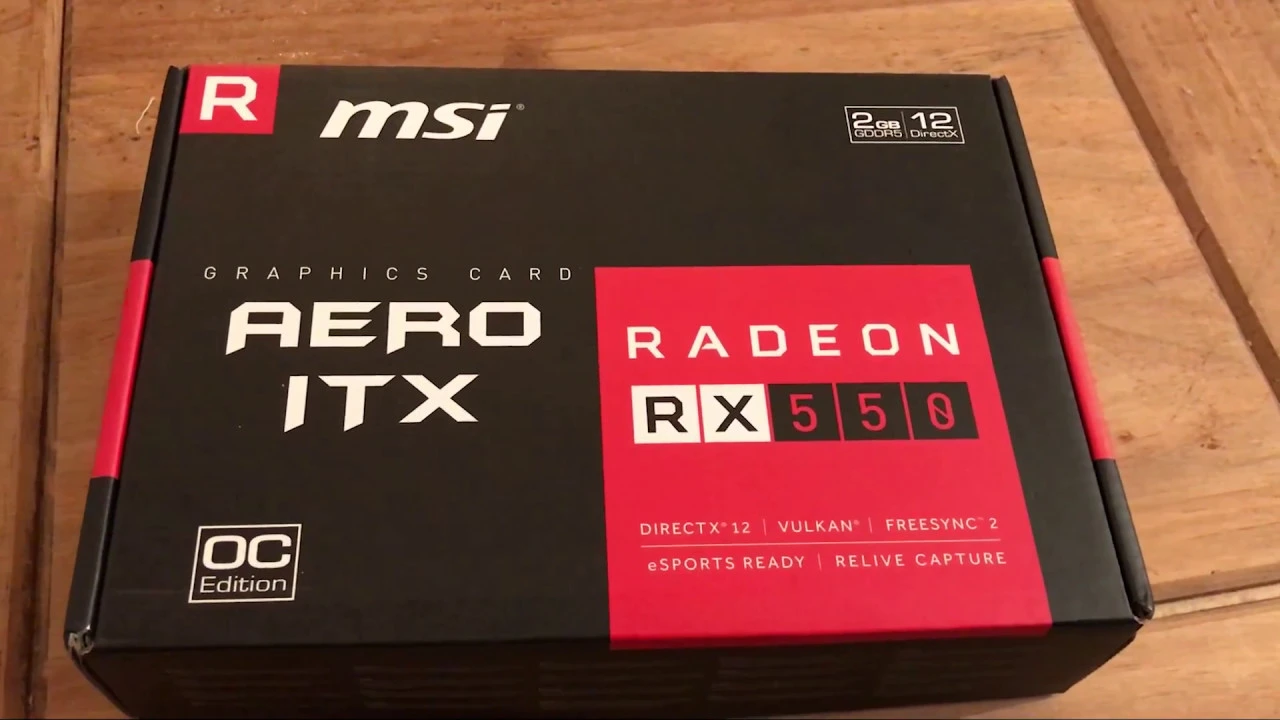 R
msi®
2GB GDDR5 | 12 DirectX
GRAPHICS CARD
AERO
ITX
RADEON
RX 550
DIRECTX® 12 | VULKAN® | FREESYNC™ 2
eSPORTS READY | RELIVE CAPTURE
OC
Edition